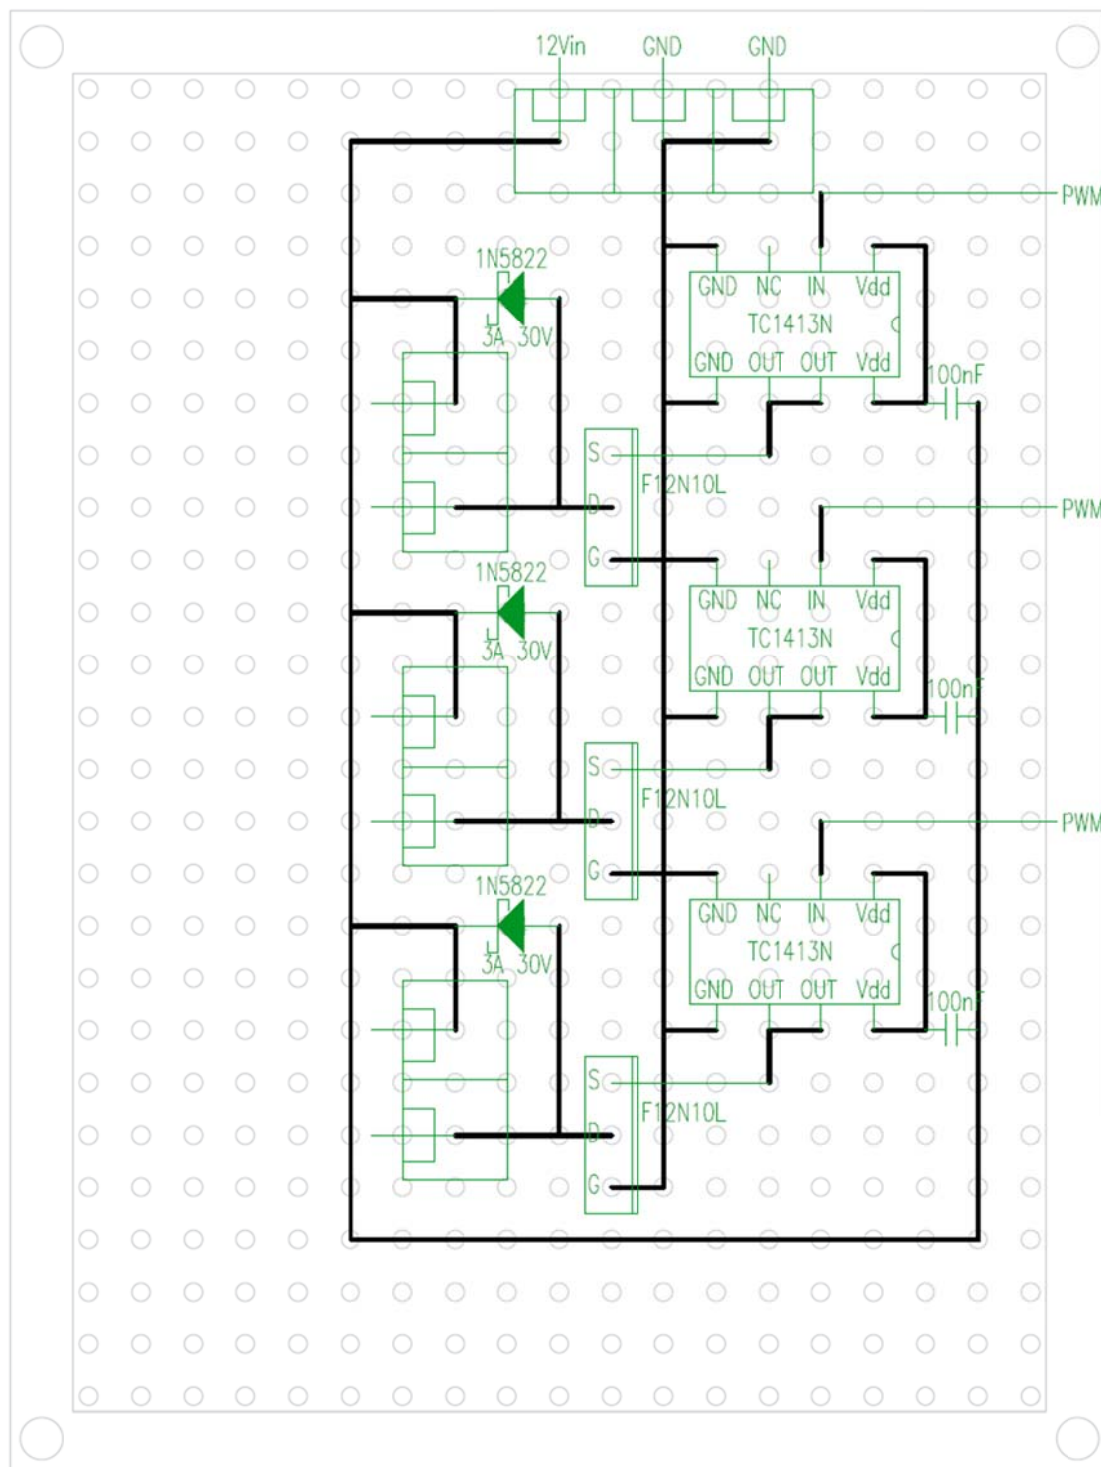 12Vin GND GND
PWM
1N5822
3A 30V
GND NC IN Vdd
TC1413N
GND OUT OUT Vdd
100nF
S
F12N10L
D
PWM
G
1N5822
3A 30V
GND NC IN Vdd
TC1413N
GND OUT OUT Vdd
100nF
S
F12N10L
D
PWM
G
1N5822
3A 30V
GND NC IN Vdd
TC1413N
GND OUT OUT Vdd
100nF
S
F12N10L
D
G